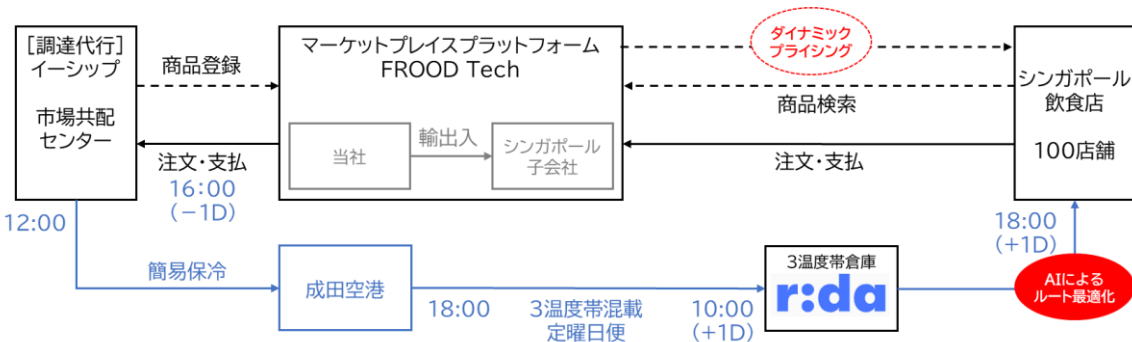 [調達代行]
イーシップ
市場共配
センター
商品登録
注文・支払
16:00
(-1D)
マーケットプレイスプラットフォーム
FROOD Tech
当社
輸出入
シンガポール
子会社
ダイナミック
プライシング
商品検索
注文・支払
シンガポール
飲食店
100店舗
12:00
簡易保冷
成田空港
18:00
3温度帯混載
定曜日便
10:00
(+1D)
3温度帯倉庫
r:da
AIによる
ルート最適化
18:00
(+1D)